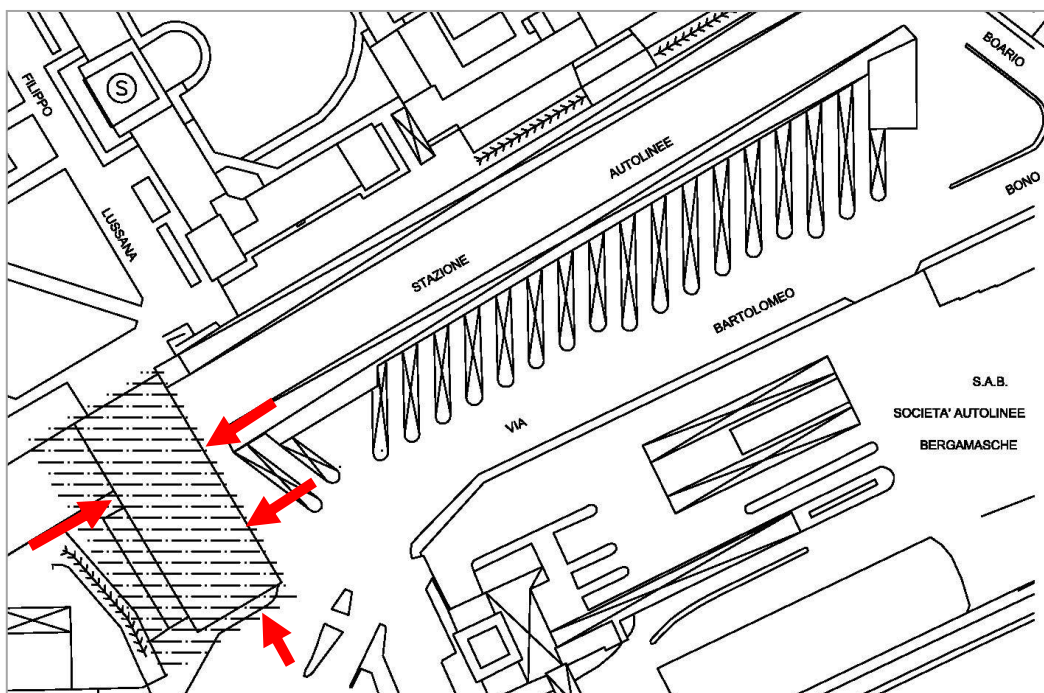 FILIPPO
LUSSANA
S
STAZIONE
AUTOLINEE
BOARIO
BONO
VIA
BARTOLOMEO
S.A.B.
SOCIETA' AUTOLINEE
BERGAMASCHE